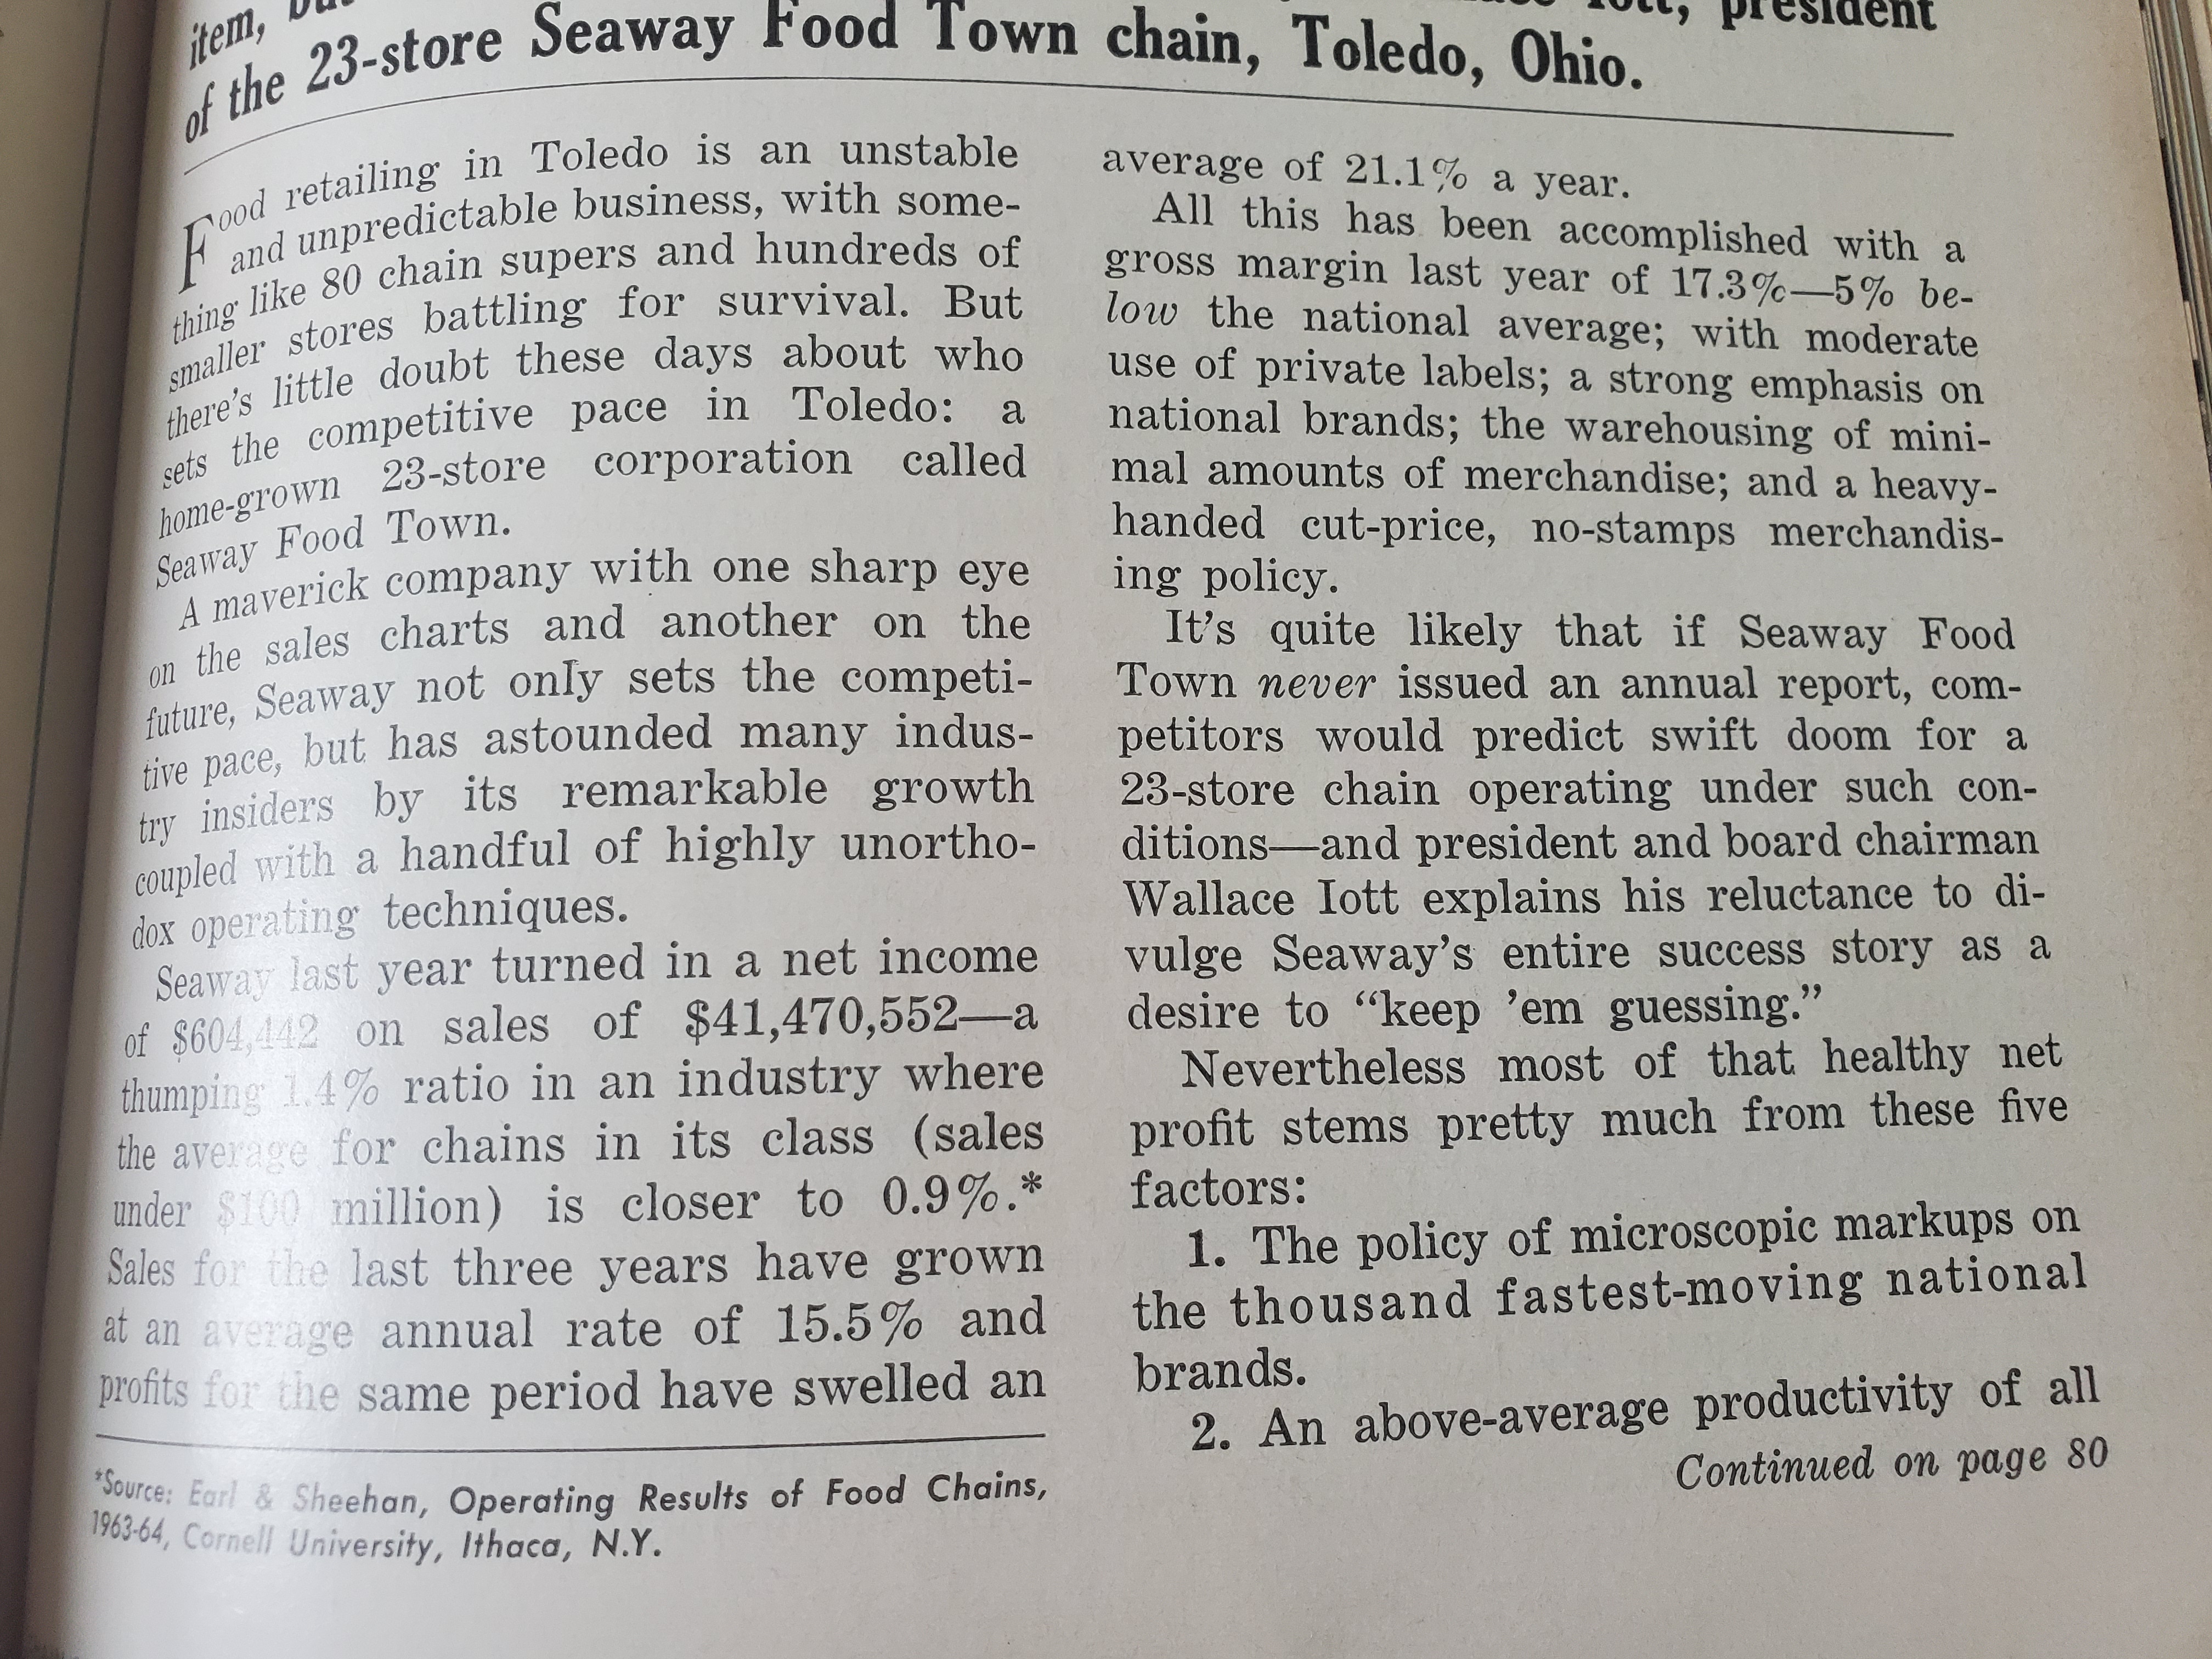 item,
president
of the 23-store Seaway Food Town chain, Toledo, Ohio.
Food retailing in Toledo is an unstable
and unpredictable business, with some-
thing like 80 chain supers and hundreds of
smaller stores battling for survival. But
there's little doubt these days about who
sets the competitive pace in Toledo: a
home-grown 23-store corporation called
Seaway Food Town.
A maverick company with one sharp eye
on the sales charts and another on the
future, Seaway not only sets the competi-
tive pace, but has astounded many indus-
try insiders by its remarkable growth
coupled with a handful of highly unortho-
dox operating techniques.
Seaway last year turned in a net income
of $604,442 on sales of $41,470,552—a
thumping 1.4% ratio in an industry where
the average for chains in its class (sales
under $100 million) is closer to 0.9%.*
Sales for the last three years have grown
at an average annual rate of 15.5% and
profits for the same period have swelled an
*Source: Earl & Sheehan, Operating Results of Food Chains,
1963-64, Cornell University, Ithaca, N.Y.
average of 21.1% a year.
All this has been accomplished with a
gross margin last year of 17.3%—5% be-
low the national average; with moderate
use of private labels; a strong emphasis on
national brands; the warehousing of mini-
mal amounts of merchandise; and a heavy-
handed cut-price, no-stamps merchandis-
ing policy.
It's quite likely that if Seaway Food
Town never issued an annual report, com-
petitors would predict swift doom for a
23-store chain operating under such con-
ditions—and president and board chairman
Wallace Iott explains his reluctance to di-
vulge Seaway's entire success story as a
desire to “keep ’em guessing.”
Nevertheless most of that healthy net
profit stems pretty much from these five
factors:
1. The policy of microscopic markups on
the thousand fastest-moving national
brands.
2. An above-average productivity of all
Continued on page 80